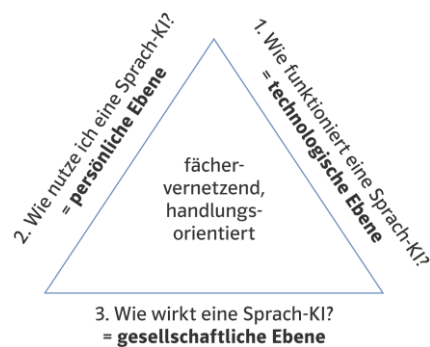 1. Wie funktioniert eine Sprach-KI?
= technologische Ebene
2. Wie nutze ich eine Sprach-KI?
= persönliche Ebene
fächer-
vernetzend,
handlungs-
orientiert
3. Wie wirkt eine Sprach-KI?
= gesellschaftliche Ebene